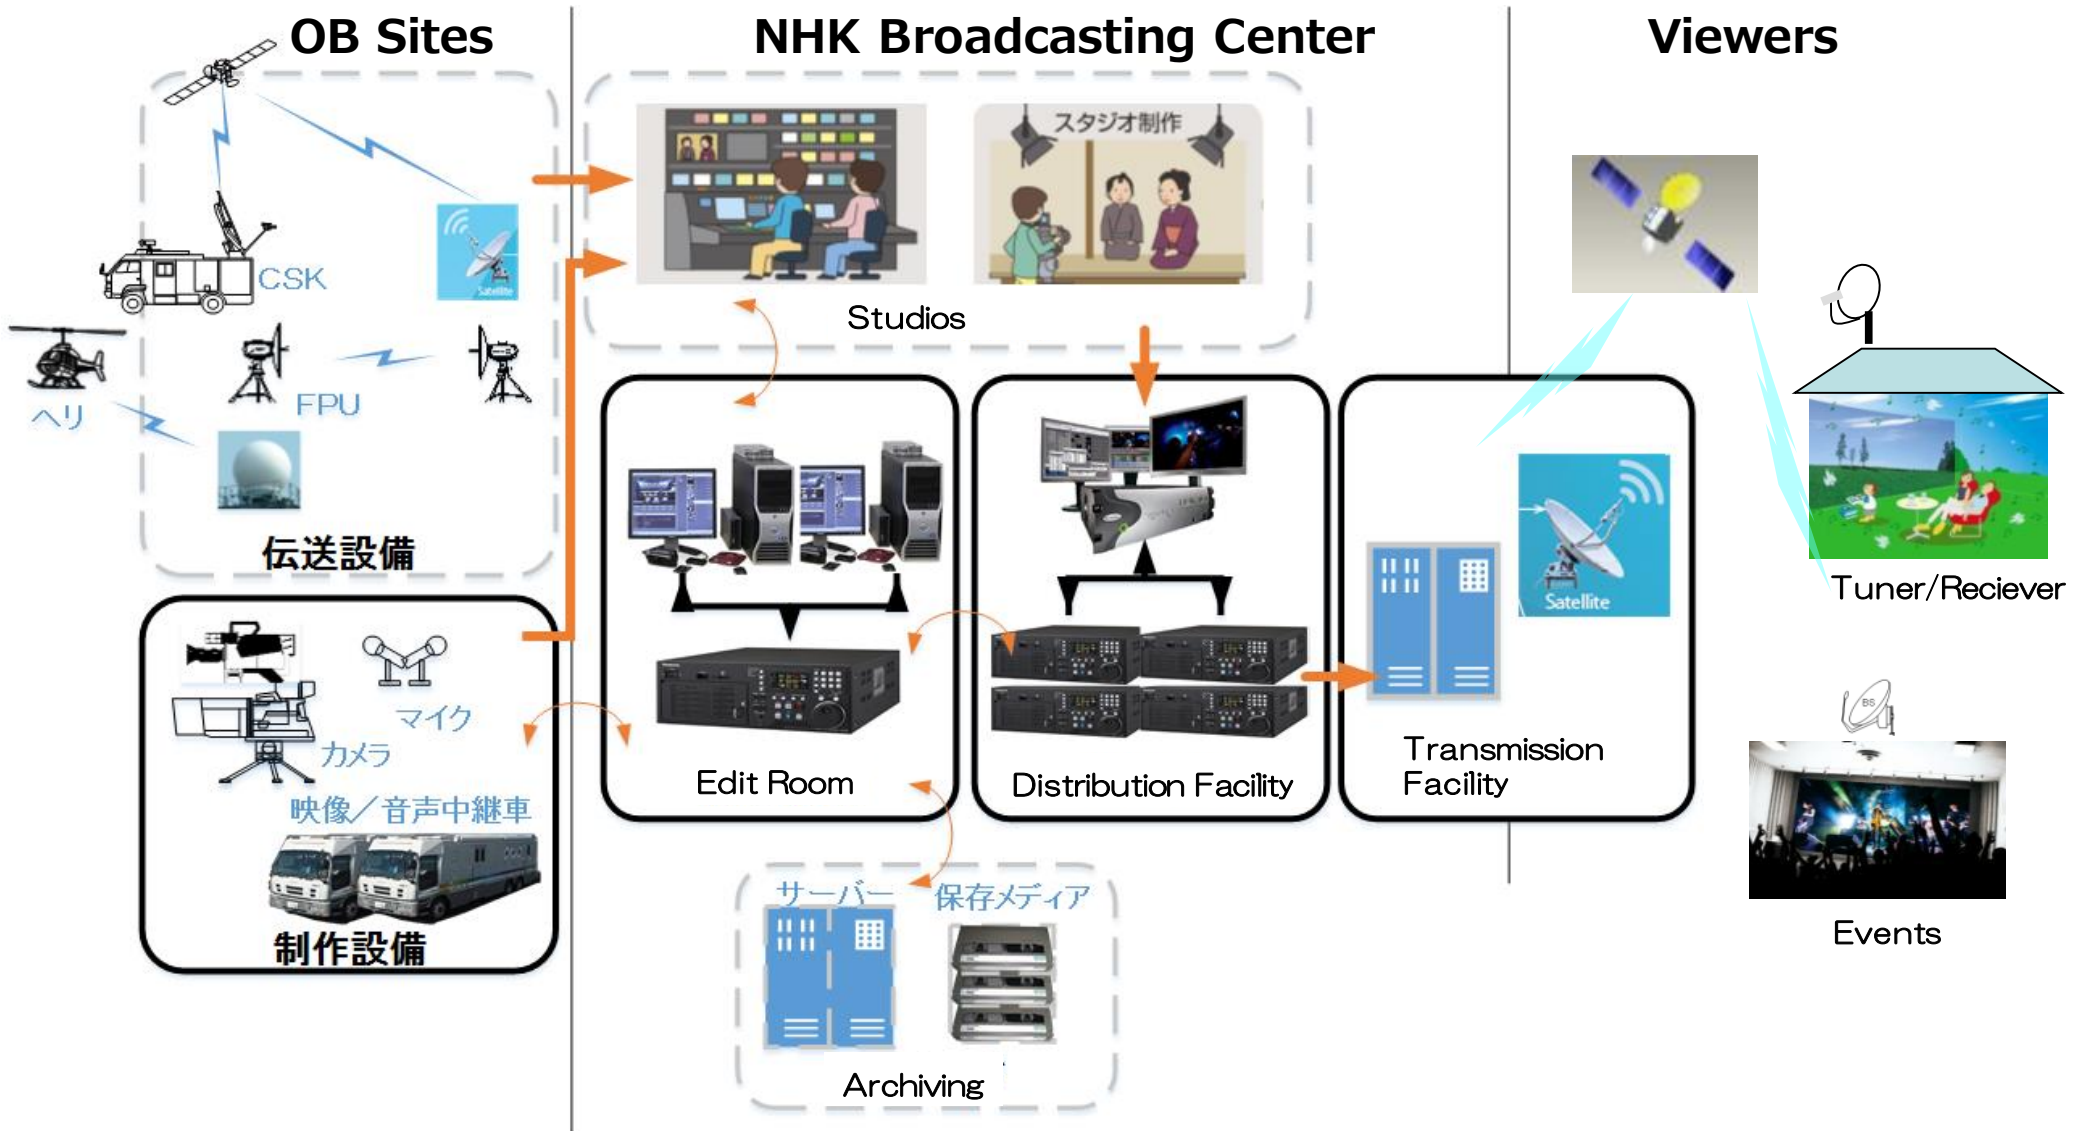 OB Sites
NHK Broadcasting Center
Viewers
スタジオ制作
CSK
Satellite
Studios
ヘリ
FPU
伝送設備
Satellite
Tuner/Reciever
マイク
カメラ
映像／音声中継車
制作設備
Edit Room
Distribution Facility
Transmission
Facility
BS
Events
サーバー
保存メディア
Archiving